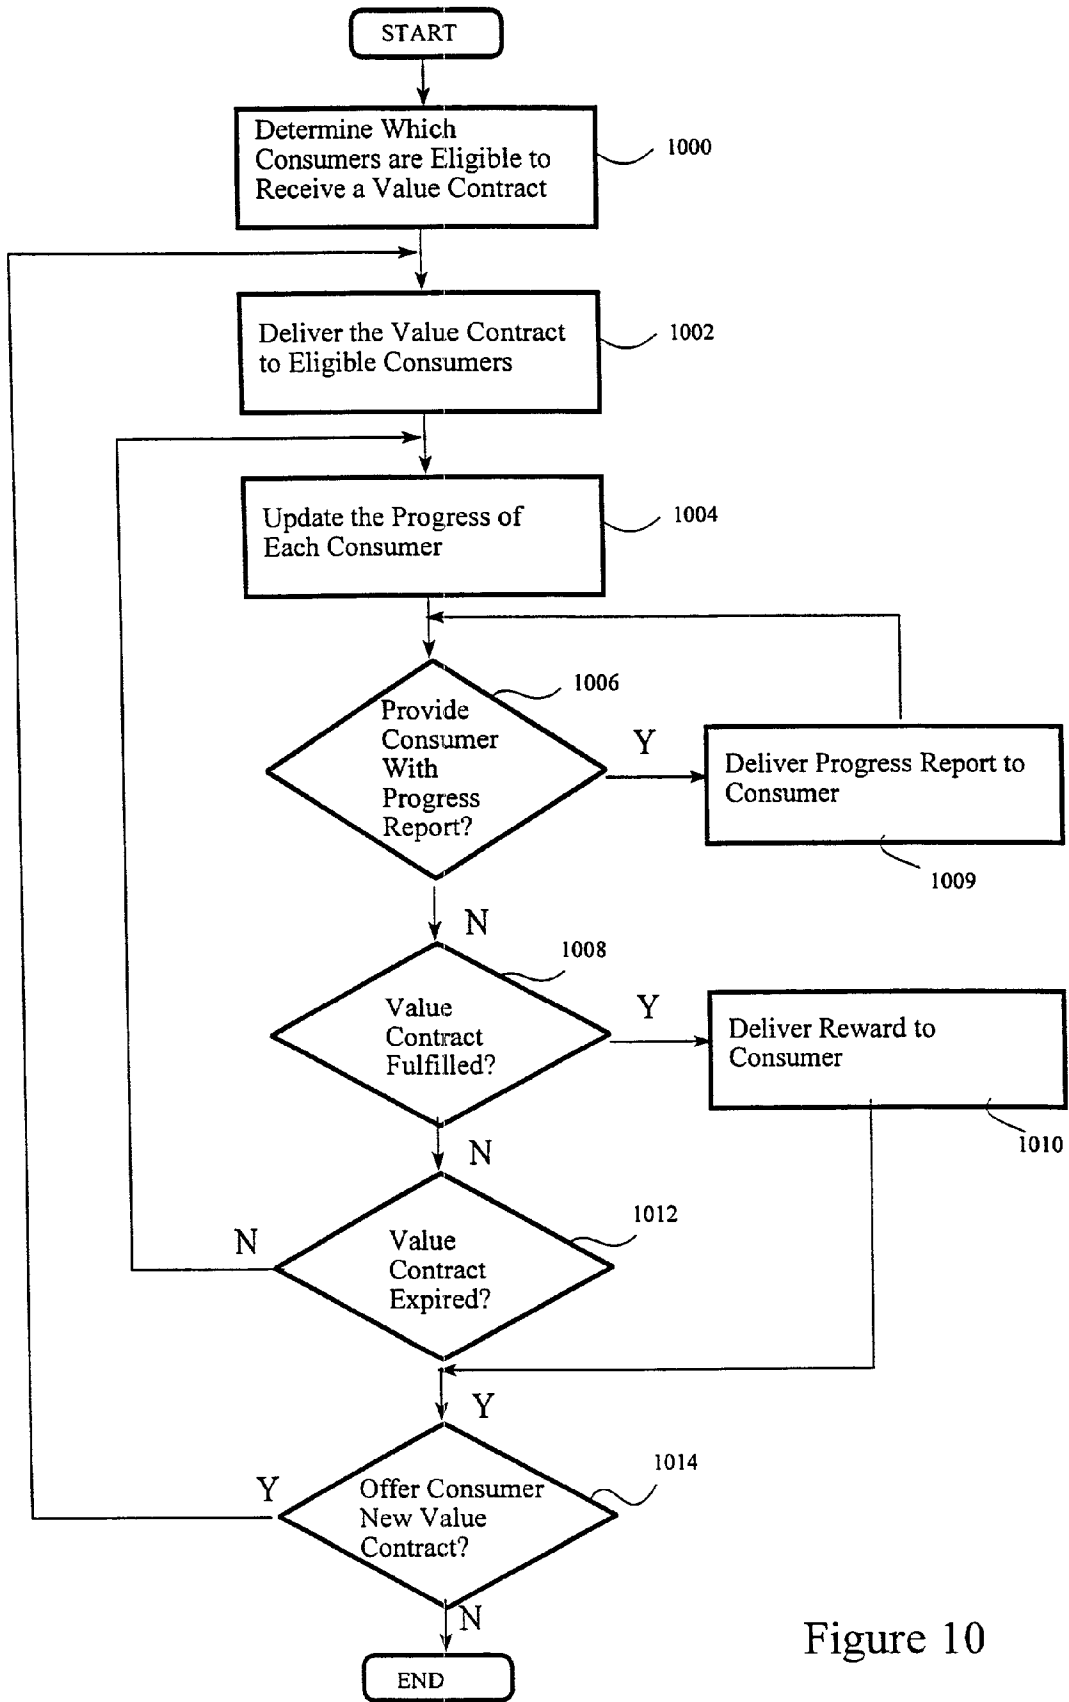 START
Determine Which
Consumers are Eligible to
Receive a Value Contract
1000
Deliver the Value Contract
to Eligible Consumers
1002
Update the Progress of
Each Consumer
1004
1006
Provide
Consumer
With
Progress
Report?
Y
Deliver Progress Report to
Consumer
1009
N
1008
Value
Contract
Fulfilled?
Y
Deliver Reward to
Consumer
1010
N
1012
N
Value
Contract
Expired?
Y
1014
Y
Offer Consumer
New Value
Contract?
N
END
Figure 10